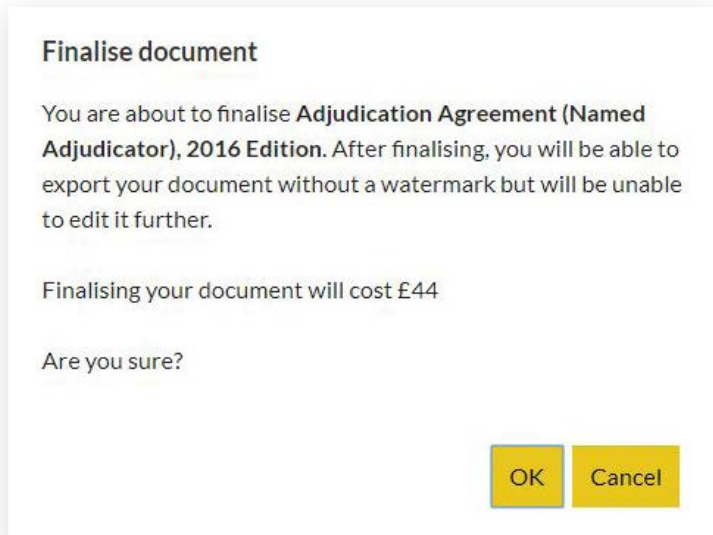 Finalise document
You are about to finalise Adjudication Agreement (Named
Adjudicator), 2016 Edition. After finalising, you will be able to
export your document without a watermark but will be unable
to edit it further.
Finalising your document will cost £44
Are you sure?
OK Cancel